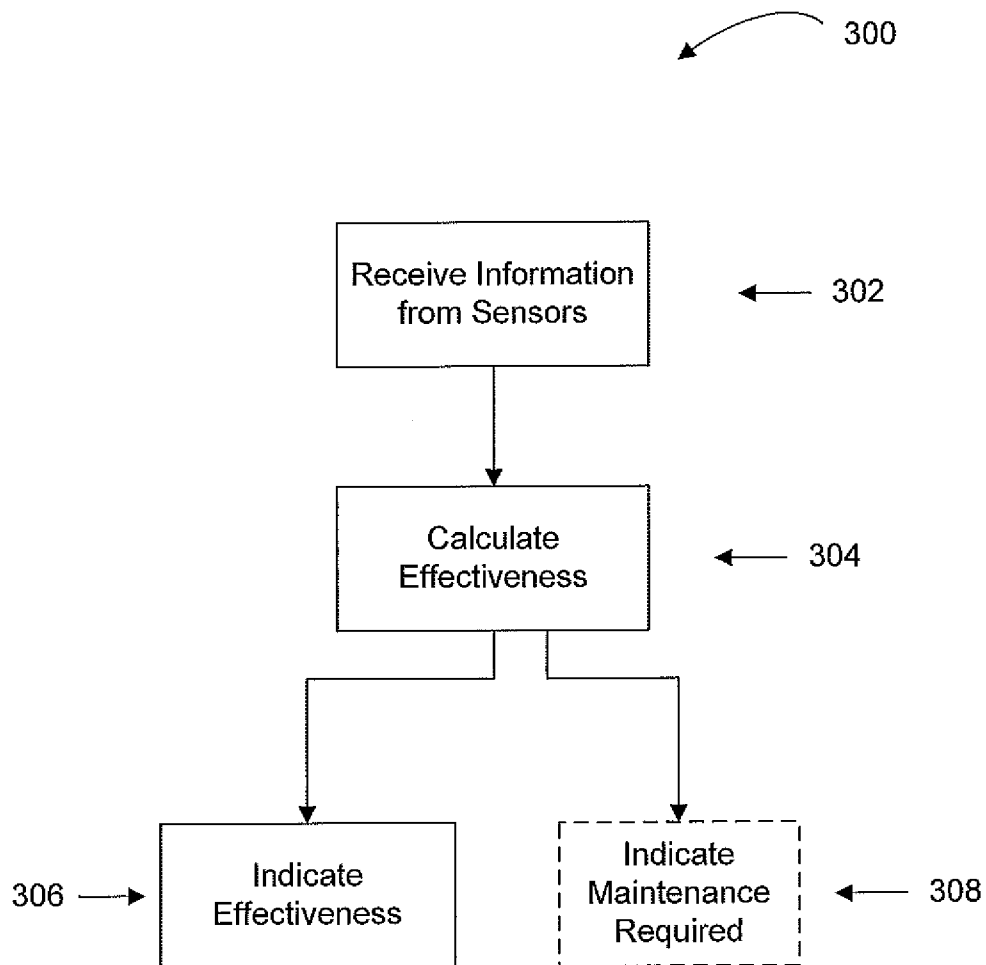 300
Receive Information
from Sensors
302
Calculate
Effectiveness
304
306
Indicate
Effectiveness
Indicate
Maintenance
Required
308